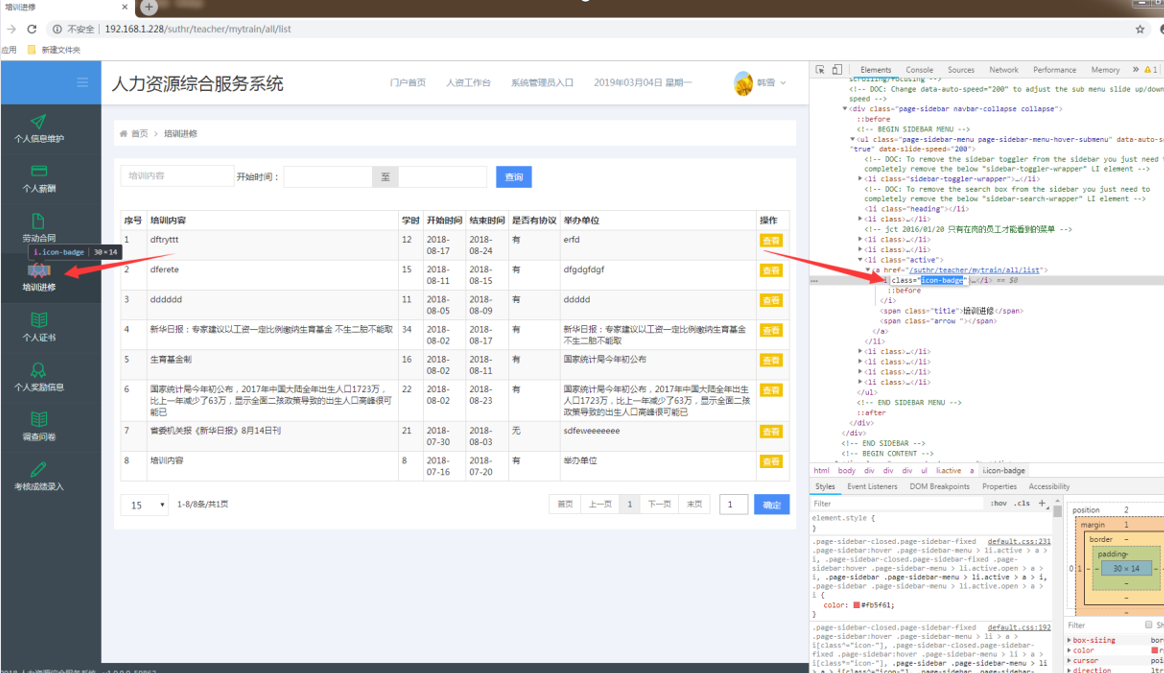 培训进修
不安全 192.168.1.228/suthr/teacher/mytrain/all/list
应用 新建文件夹
人力资源综合服务系统
门户首页 人资工作台 系统管理员入口 2019年03月04日 星期一 韩雪
个人信息维护
个人薪酬
劳动合同
i.icon-badge 30×14
培训进修
个人证书
个人奖励信息
调查问卷
考核成绩录入
首页 > 培训进修
培训内容 开始时间： 至 查询
序号 培训内容 学时 开始时间 结束时间 是否有协议 举办单位 操作
1 dftryttt 12 2018-08-17 2018-08-24 有 erfd 查看
2 dferete 15 2018-08-11 2018-08-15 有 dfgdgfdgf 查看
3 dddddd 11 2018-08-05 2018-08-09 有 ddddd 查看
4 新华日报：专家建议以工资一定比例缴纳生育基金 不生二胎不能取 34 2018-08-02 2018-08-17 有 新华日报：专家建议以工资一定比例缴纳生育基金 不生二胎不能取 查看
5 生育基金制 16 2018-08-02 2018-08-11 有 国家统计局今年初公布 查看
6 国家统计局今年初公布，2017年中国大陆全年出生人口1723万，比上一年减少了63万，显示全面二孩政策导致的出生人口高峰很可能已 22 2018-08-02 2018-08-23 有 国家统计局今年初公布，2017年中国大陆全年出生人口1723万，比上一年减少了63万，显示全面二孩政策导致的出生人口高峰很可能已 查看
7 省委机关报《新华日报》8月14日刊 21 2018-07-30 2018-08-03 无 sdfeweeeeee 查看
8 培训内容 8 2018-07-16 2018-07-20 有 举办单位 查看
15 1-8/8条/共1页 首页 上一页 1 下一页 末页 1 确定
Elements Console Sources Network Performance Memory » 1
<!-- DOC: Change data-auto-speed="200" to adjust the sub menu slide up/down
speed -->
<div class="page-sidebar navbar-collapse collapse">
::before
<!-- BEGIN SIDEBAR MENU -->
<ul class="page-sidebar-menu page-sidebar-menu-hover-submenu" data-auto-s
"true" data-slide-speed="200">
<!-- DOC: To remove the sidebar toggler from the sidebar you just need t
completely remove the below "sidebar-toggler-wrapper" LI element -->
<li class="sidebar-toggler-wrapper">…</li>
<!-- DOC: To remove the search box from the sidebar you just need to
completely remove the below "sidebar-search-wrapper" LI element -->
<li class="heading"></li>
<li class>…</li>
<!-- jct 2016/01/20 只有在岗的员工才能看到的菜单 -->
<li class>…</li>
<li class>…</li>
<li class="active">
<a href="/suthr/teacher/mytrain/all/list">
<i class="icon-badge"…</i> == $0
::before
</i>
<span class="title">培训进修</span>
<span class="arrow "></span>
</a>
</li>
<li class>…</li>
<li class>…</li>
<li class>…</li>
<li class>…</li>
</ul>
<!-- END SIDEBAR MENU -->
::after
</div>
</div>
<!-- END SIDEBAR -->
<!-- BEGIN CONTENT -->
html body div div div ul li.active a i.icon-badge
Styles Event Listeners DOM Breakpoints Properties Accessibility
Filter :hov .cls +
element.style {
}
.page-sidebar-closed.page-sidebar-fixed default.css:231
.page-sidebar:hover .page-sidebar-menu > li.active > a >
i, .page-sidebar-closed.page-sidebar-fixed .page-
sidebar:hover .page-sidebar-menu > li.active.open > a >
i, .page-sidebar .page-sidebar-menu > li.active > a > i,
.page-sidebar .page-sidebar-menu > li.active.open > a >
i {
color: #fb5f61;
}
.page-sidebar-closed.page-sidebar-fixed default.css:192
.page-sidebar:hover .page-sidebar-menu > li > a >
i[class^="icon-"], .page-sidebar-closed.page-sidebar-
fixed .page-sidebar:hover .page-sidebar-menu > li > a >
i[class*="icon-"], .page-sidebar .page-sidebar-menu > li
position 2
margin 1
border –
padding-
0 1 – – 30 × 14 –
–
–
Filter
box-sizing
color
cursor
direction